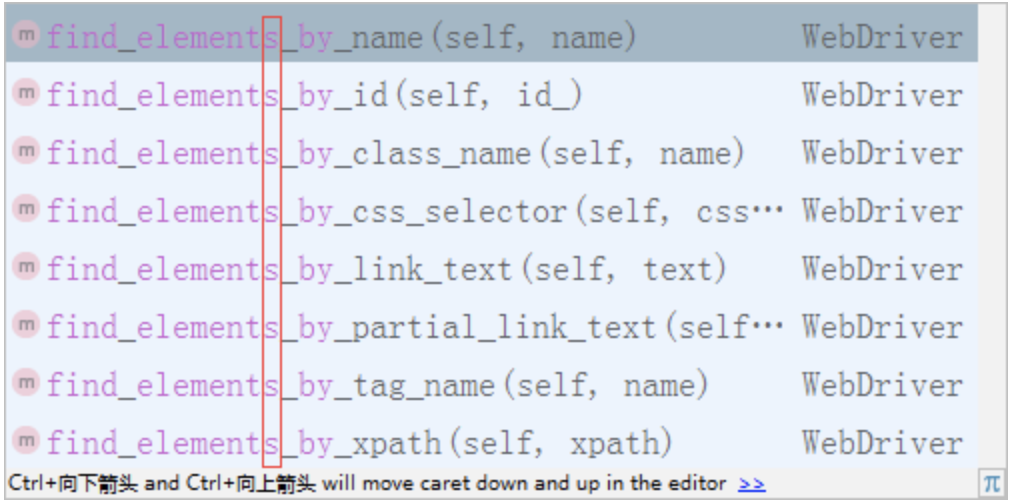 m find_elements_by_name(self, name) WebDriver
m find_elements_by_id(self, id_) WebDriver
m find_elements_by_class_name(self, name) WebDriver
m find_elements_by_css_selector(self, css… WebDriver
m find_elements_by_link_text(self, text) WebDriver
m find_elements_by_partial_link_text(self… WebDriver
m find_elements_by_tag_name(self, name) WebDriver
m find_elements_by_xpath(self, xpath) WebDriver
Ctrl+向下箭头 and Ctrl+向上箭头 will move caret down and up in the editor >> π